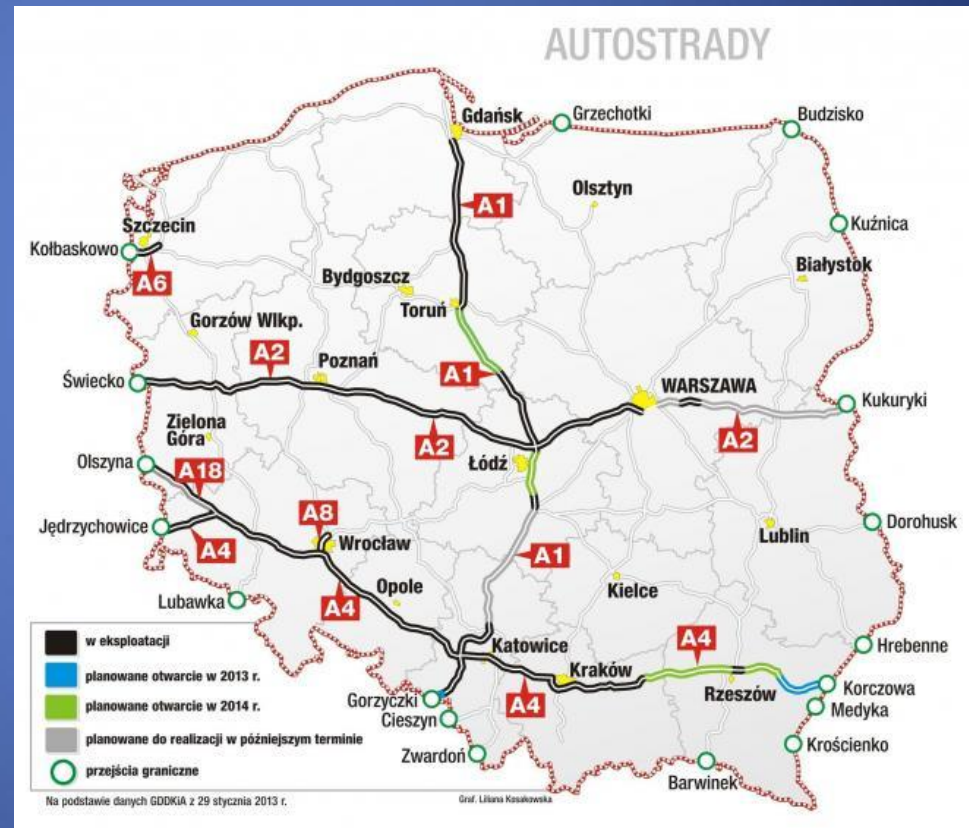 AUTOSTRADY
Gdańsk
Grzechotki
Budzisko
Olsztyn
A1
Kuźnica
Szczecin
Kołbaskowo
A6
Bydgoszcz
Białystok
Toruń
Gorzów Wlkp.
A2
Poznań
A1
WARSZAWA
Świecko
Kukuryki
A2
A2
Zielona
Góra
Łódź
Olszyna
A18
A8
Jędrzychowice
Wrocław
Dorohusk
Lublin
A4
A1
Opole
Kielce
A4
Lubawka
Hrebenne
Katowice
A4
Kraków
Rzeszów
Korczowa
Gorzyczki
A4
Medyka
Cieszyn
Krościenko
Zwardoń
Barwinek
w eksploatacji
planowane otwarcie w 2013 r.
planowane otwarcie w 2014 r.
planowane do realizacji w późniejszym terminie
przejścia graniczne
Na podstawie danych GDDKiA z 29 stycznia 2013 r.
Graf. Liliana Kosakowska